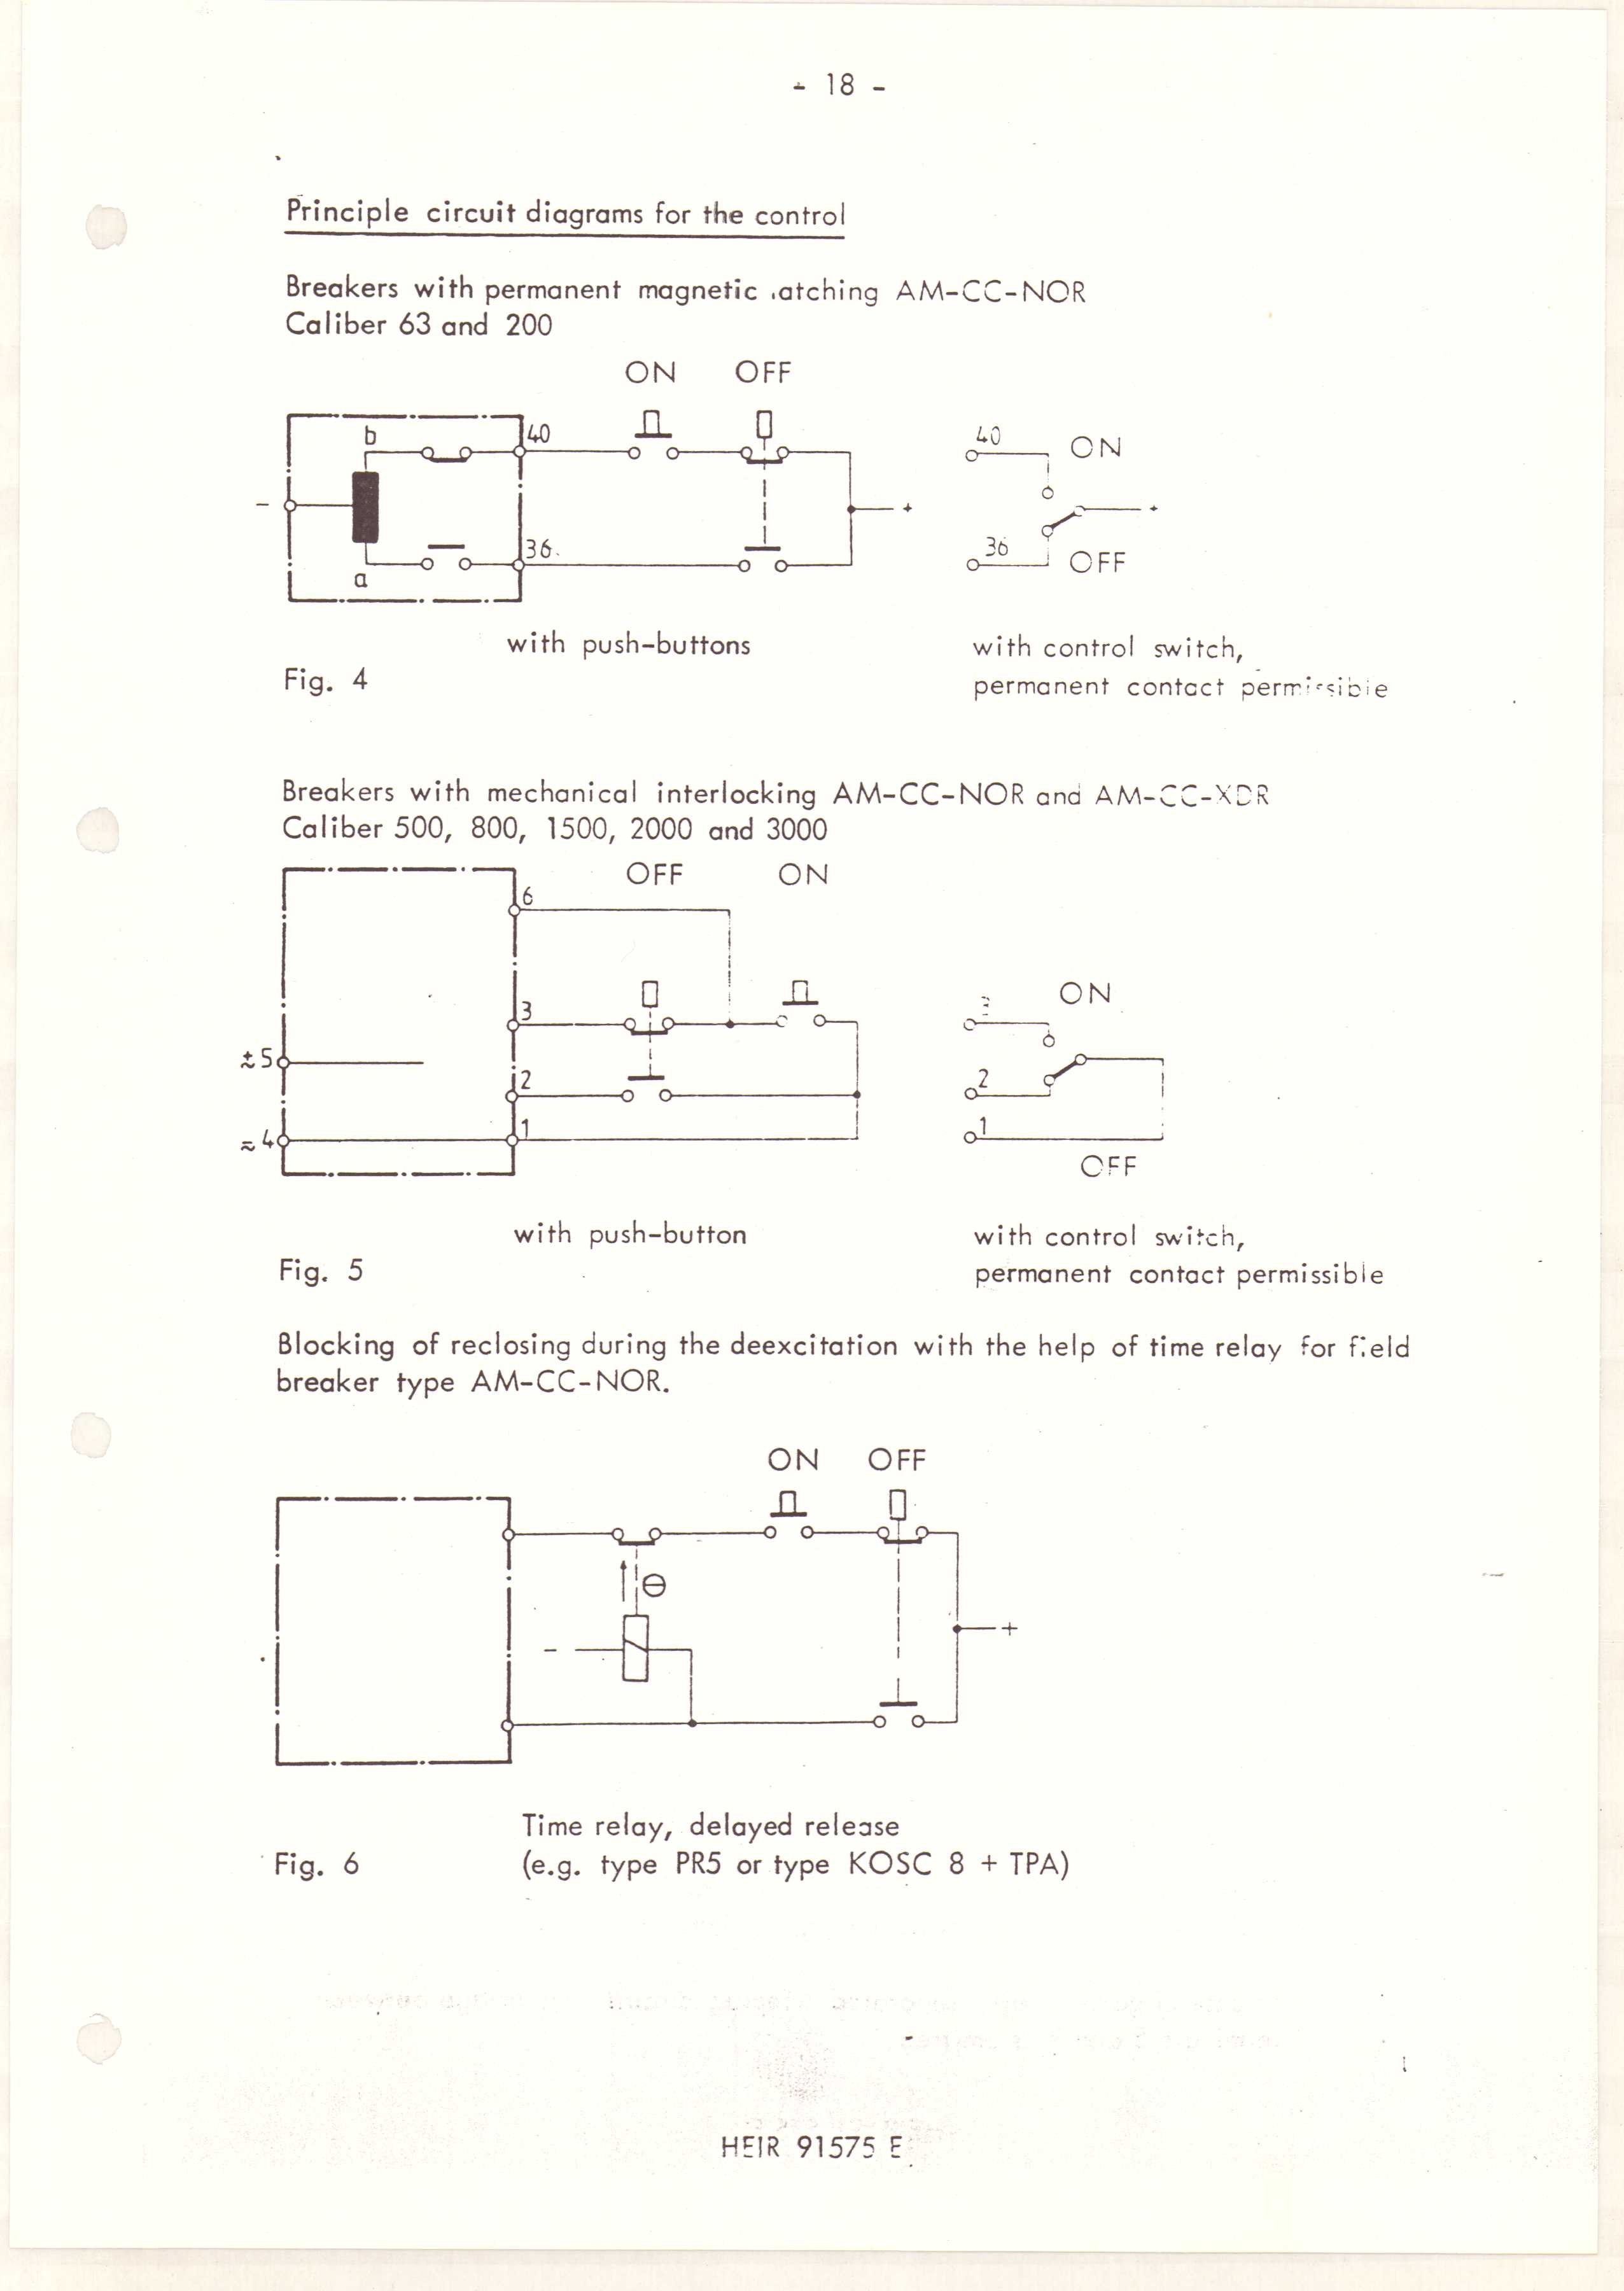 - 18 -
Principle circuit diagrams for the control
Breakers with permanent magnetic latching AM-CC-NOR
Caliber 63 and 200
ON OFF
b 40 40 ON
- + +
36 36 OFF
a
with push-buttons with control switch,
Fig. 4 permanent contact permissible
Breakers with mechanical interlocking AM-CC-NOR and AM-CC-XDR
Caliber 500, 800, 1500, 2000 and 3000
OFF ON
6
3 3 ON
5
2 2
4 1 1
OFF
with push-button with control switch,
Fig. 5 permanent contact permissible
Blocking of reclosing during the deexcitation with the help of time relay for field
breaker type AM-CC-NOR.
ON OFF
Θ
- +
Time relay, delayed release
Fig. 6 (e.g. type PR5 or type KOSC 8 + TPA)
HEIR 91575 E